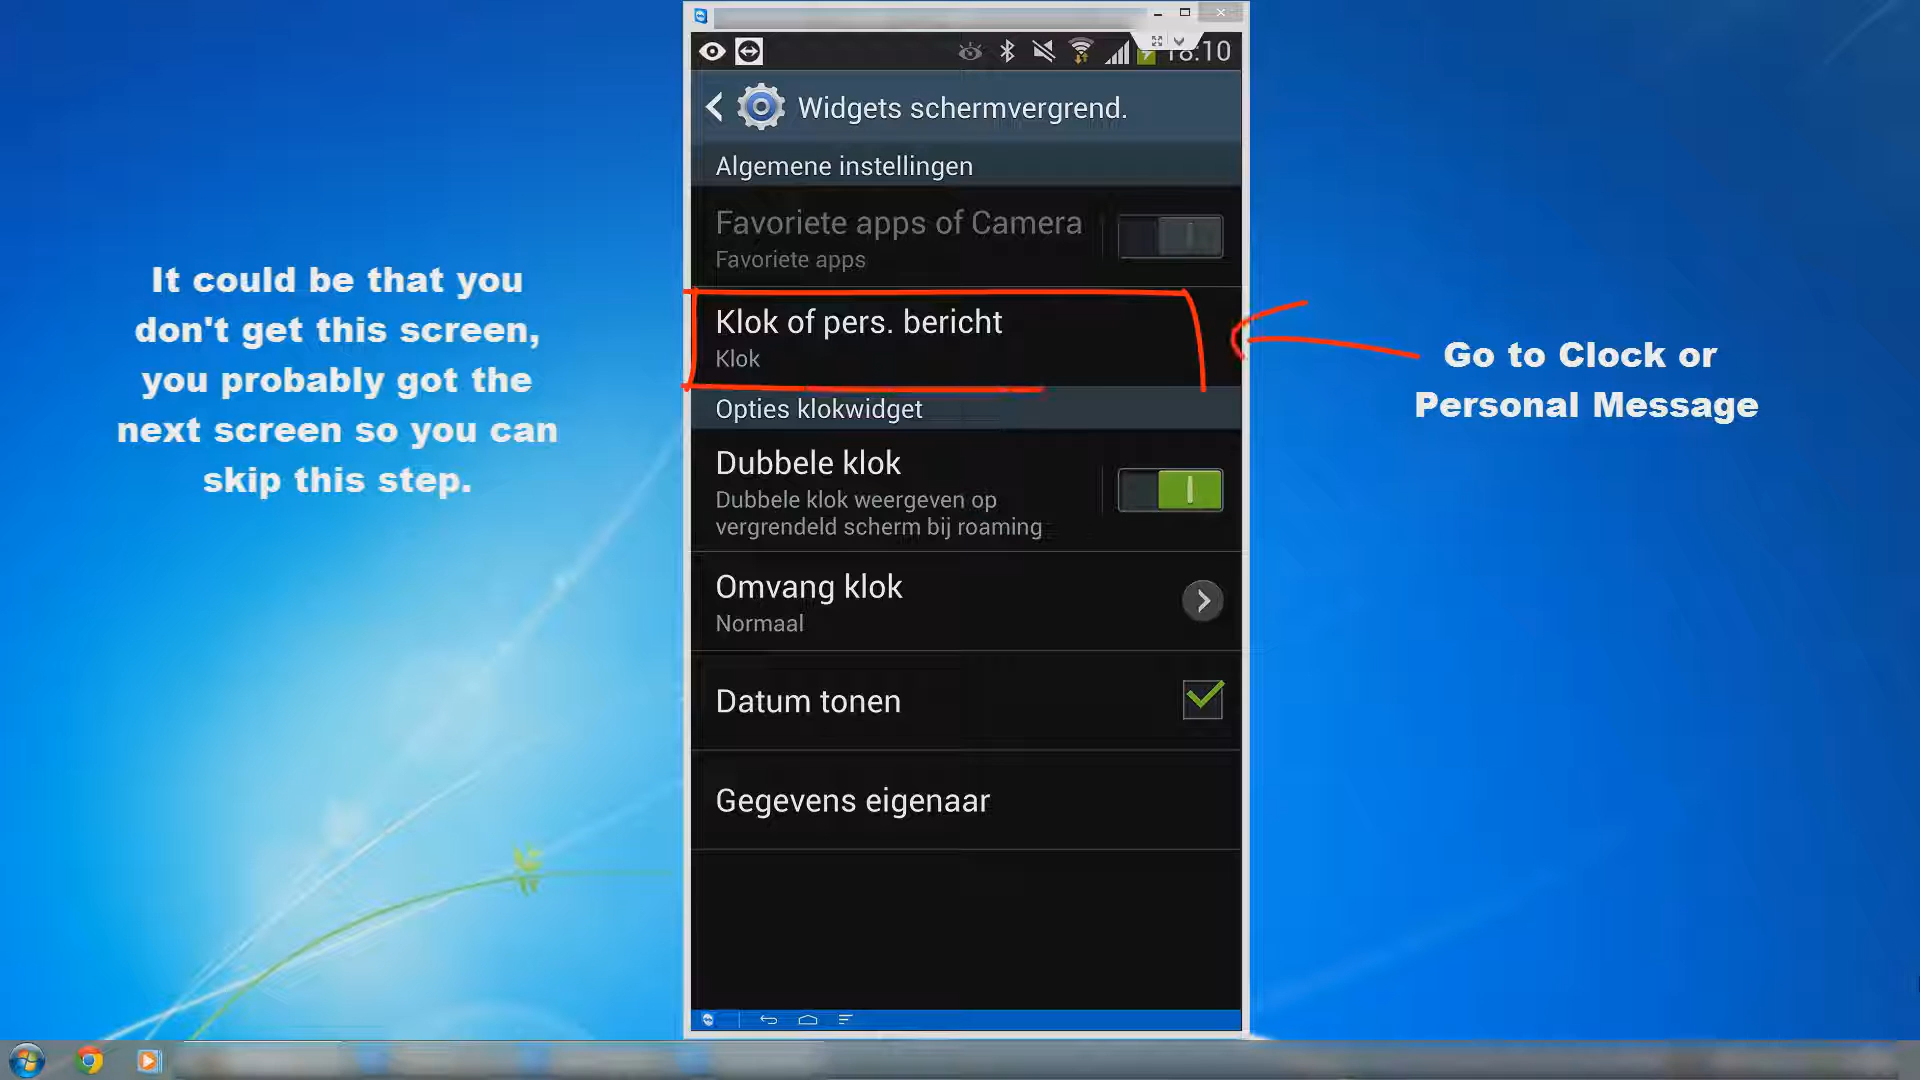 18:10
Widgets schermvergrend.
Algemene instellingen
Favoriete apps of Camera
Favoriete apps
Klok of pers. bericht
Klok
Opties klokwidget
Dubbele klok
Dubbele klok weergeven op
vergrendeld scherm bij roaming
Omvang klok
Normaal
Datum tonen
Gegevens eigenaar
It could be that you
don't get this screen,
you probably got the
next screen so you can
skip this step.
Go to Clock or
Personal Message